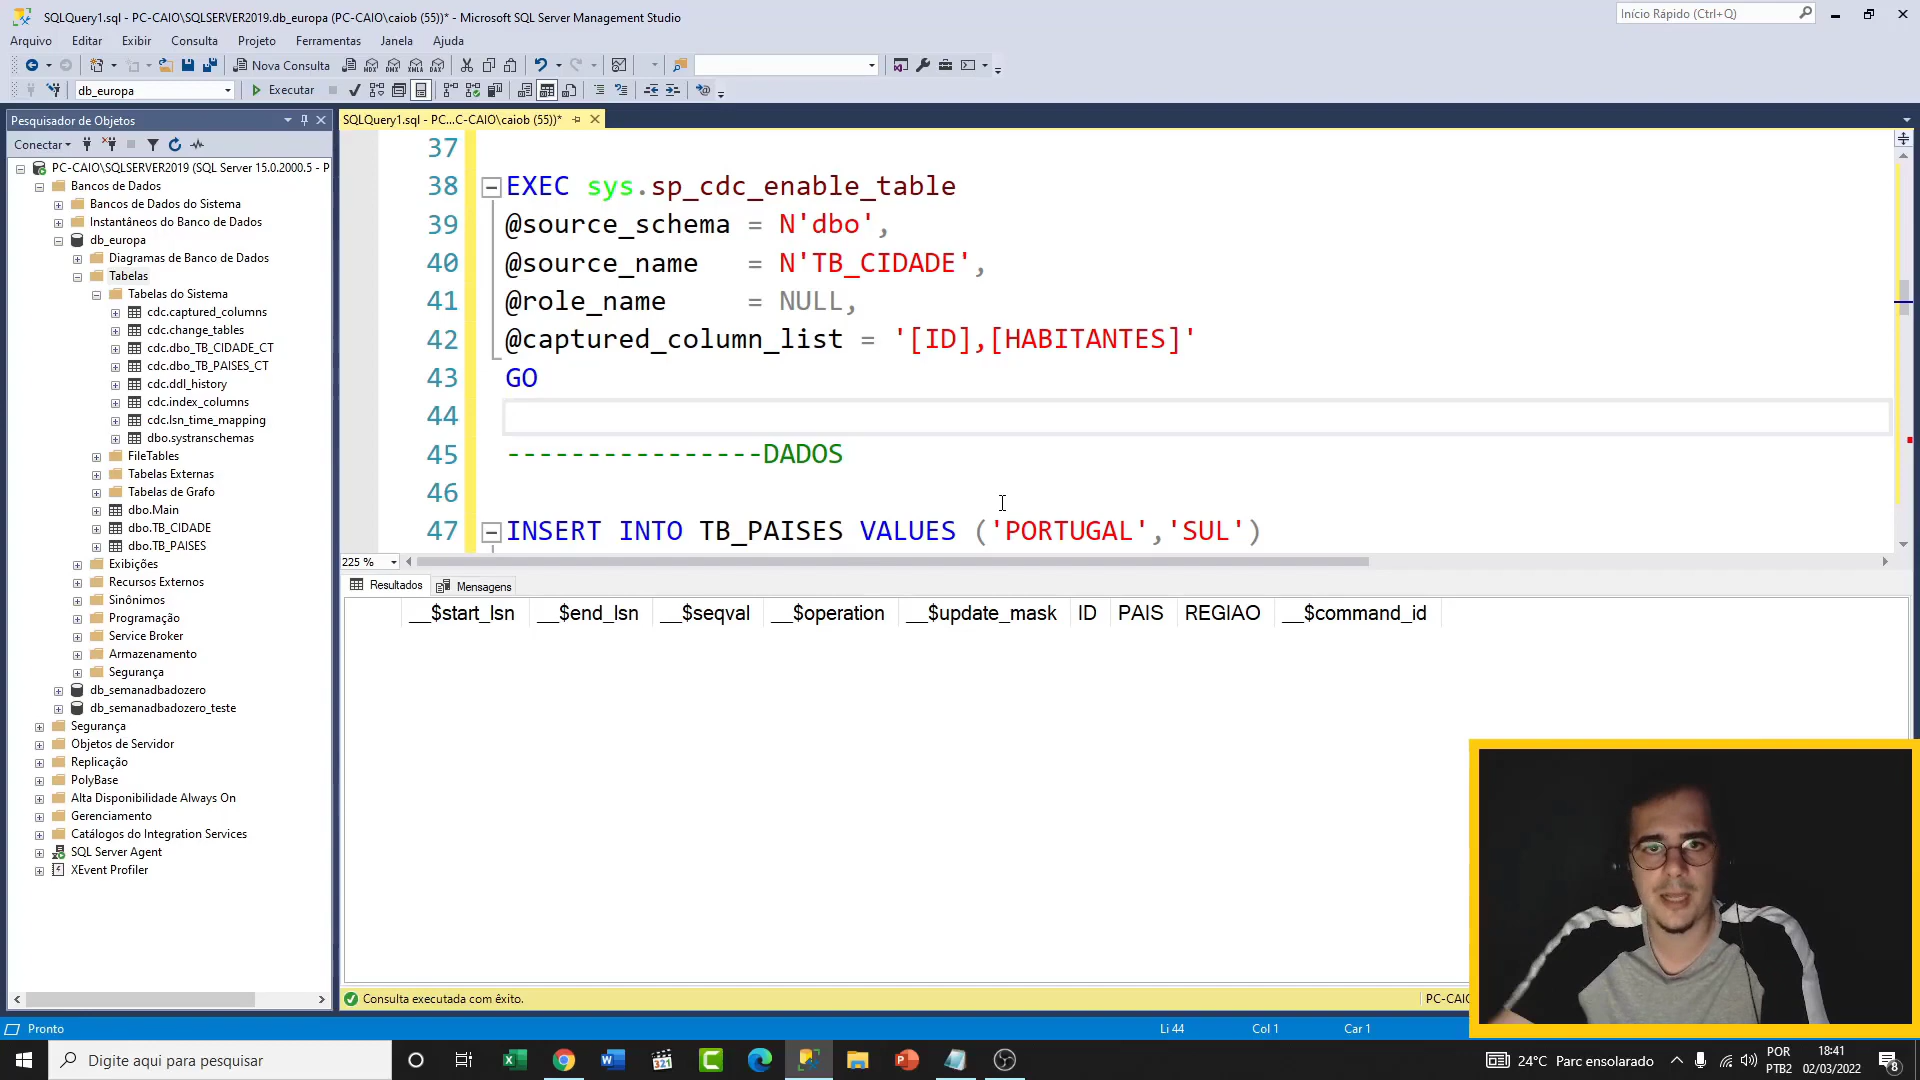 SQLQuery1.sql - PC-CAIO\SQLSERVER2019.db_europa (PC-CAIO\caiob (55))* - Microsoft SQL Server Management Studio
Início Rápido (Ctrl+Q)
Arquivo Editar Exibir Consulta Projeto Ferramentas Janela Ajuda
Nova Consulta
db_europa Executar
Pesquisador de Objetos
SQLQuery1.sql - PC...C-CAIO\caiob (55))*
Conectar
PC-CAIO\SQLSERVER2019 (SQL Server 15.0.2000.5 - P
Bancos de Dados
Bancos de Dados do Sistema
Instantâneos do Banco de Dados
db_europa
Diagramas de Banco de Dados
Tabelas
Tabelas do Sistema
cdc.captured_columns
cdc.change_tables
cdc.dbo_TB_CIDADE_CT
cdc.dbo_TB_PAISES_CT
cdc.ddl_history
cdc.index_columns
cdc.lsn_time_mapping
dbo.systranschemas
FileTables
Tabelas Externas
Tabelas de Grafo
dbo.Main
dbo.TB_CIDADE
dbo.TB_PAISES
Exibições
Recursos Externos
Sinônimos
Programação
Service Broker
Armazenamento
Segurança
db_semanadbadozero
db_semanadbadozero_teste
Segurança
Objetos de Servidor
Replicação
PolyBase
Alta Disponibilidade Always On
Gerenciamento
Catálogos do Integration Services
SQL Server Agent
XEvent Profiler
37
38 EXEC sys.sp_cdc_enable_table
39 @source_schema = N'dbo',
40 @source_name = N'TB_CIDADE',
41 @role_name = NULL,
42 @captured_column_list = '[ID],[HABITANTES]'
43 GO
44
45 ----------------DADOS
46
47 INSERT INTO TB_PAISES VALUES ('PORTUGAL','SUL')
225 %
Resultados Mensagens
__$start_lsn __$end_lsn __$seqval __$operation __$update_mask ID PAIS REGIAO __$command_id
Consulta executada com êxito.
PC-CAIO
Pronto
Li 44 Col 1 Car 1
Digite aqui para pesquisar
321
24°C Parc ensolarado
POR
PTB2
18:41
02/03/2022
8